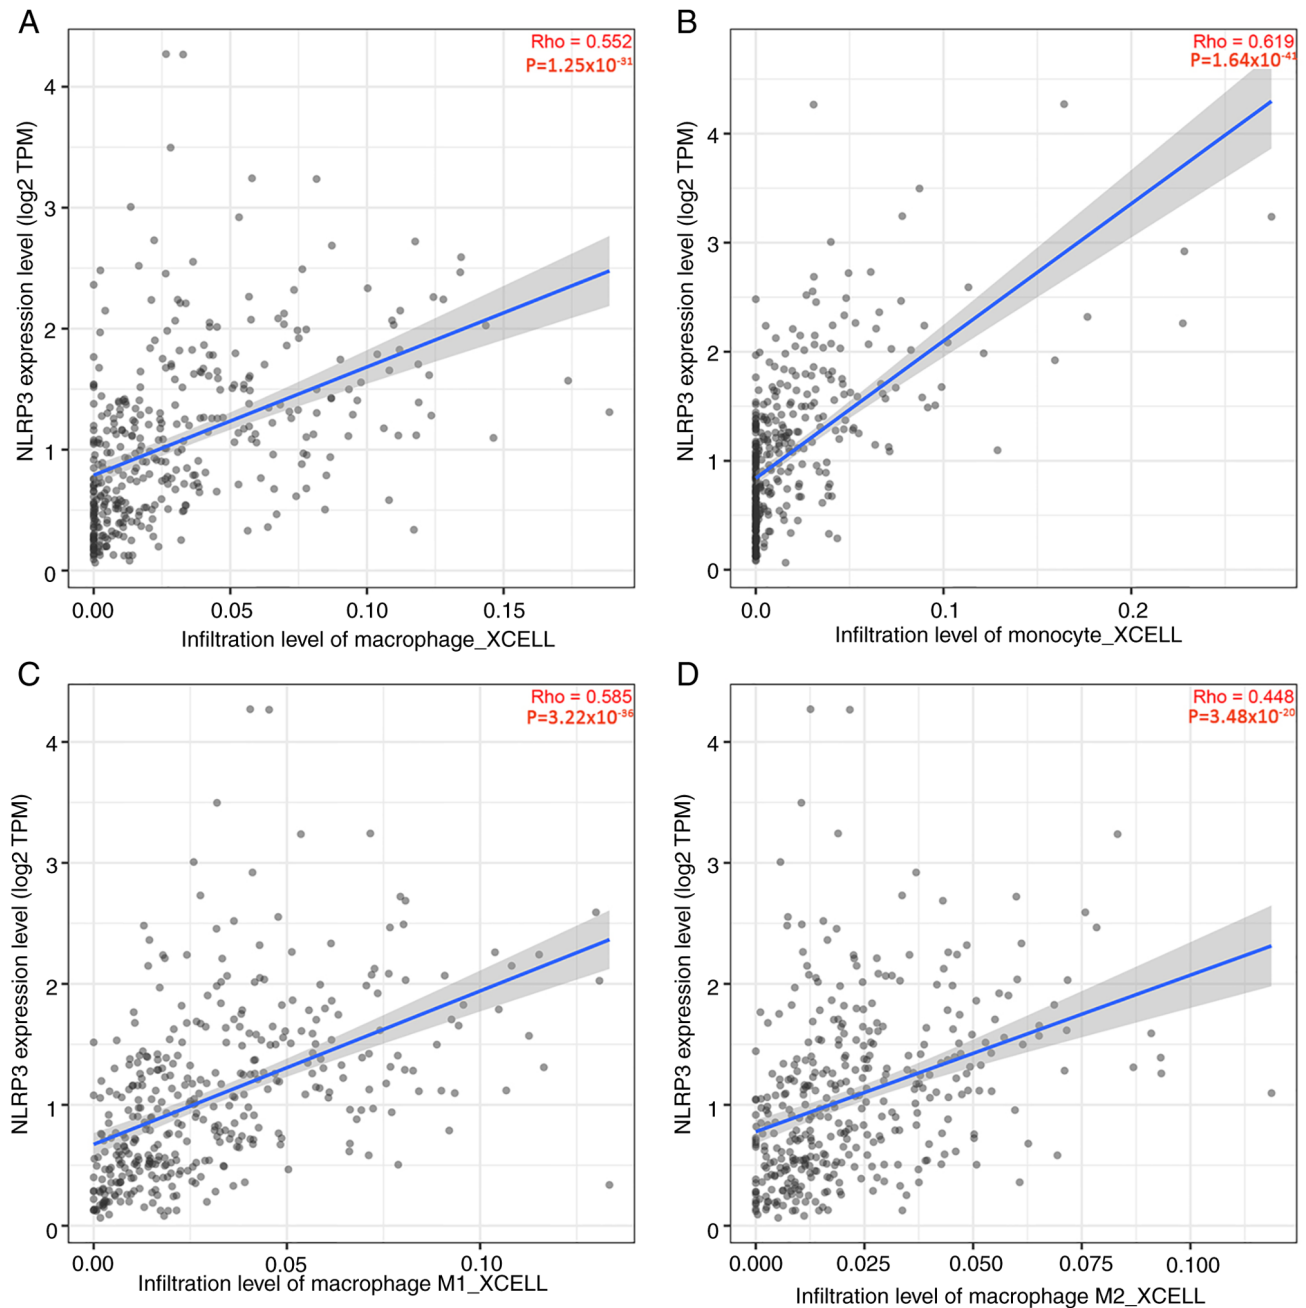 A
Rho = 0.552
P=1.25x10⁻³¹
NLRP3 expression level (log2 TPM)
4
3
2
1
0
0.00 0.05 0.10 0.15
Infiltration level of macrophage_XCELL
B
Rho = 0.619
P=1.64x10⁻⁴¹
NLRP3 expression level (log2 TPM)
4
3
2
1
0
0.0 0.1 0.2
Infiltration level of monocyte_XCELL
C
Rho = 0.585
P=3.22x10⁻³⁶
NLRP3 expression level (log2 TPM)
4
3
2
1
0
0.00 0.05 0.10
Infiltration level of macrophage M1_XCELL
D
Rho = 0.448
P=3.48x10⁻²⁰
NLRP3 expression level (log2 TPM)
4
3
2
1
0
0.000 0.025 0.050 0.075 0.100
Infiltration level of macrophage M2_XCELL